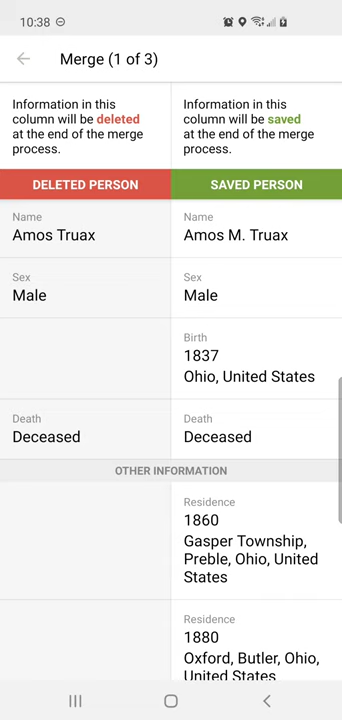 10:38
Merge (1 of 3)
Information in this
column will be deleted
at the end of the merge
process.
Information in this
column will be saved
at the end of the merge
process.
DELETED PERSON
SAVED PERSON
Name
Amos Truax
Name
Amos M. Truax
Sex
Male
Sex
Male
Birth
1837
Ohio, United States
Death
Deceased
Death
Deceased
OTHER INFORMATION
Residence
1860
Gasper Township,
Preble, Ohio, United
States
Residence
1880
Oxford, Butler, Ohio,
United States